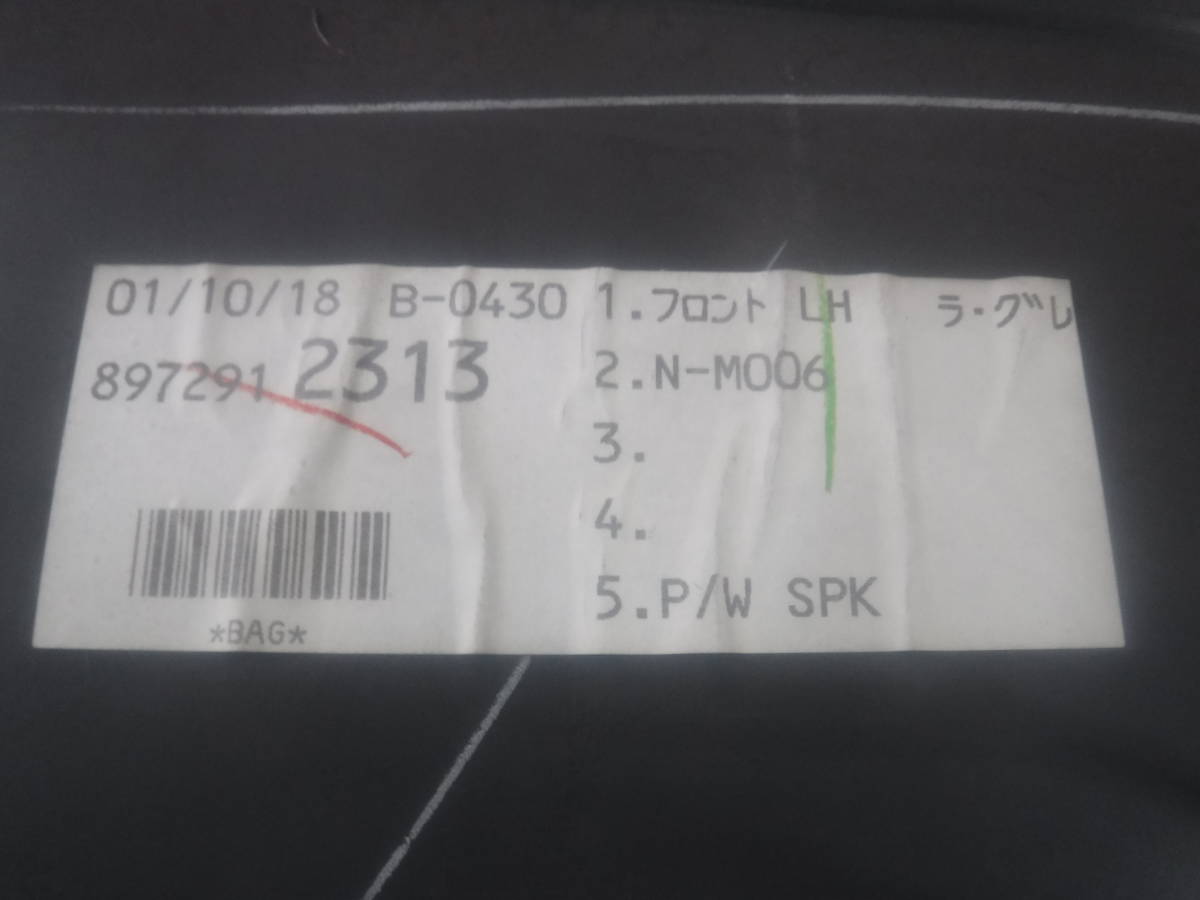 01/10/18 B-0430 1.フロント LH ラ・グレ
897291 2313 2.N-M006
3.
4.
5.P/W SPK
*BAG*